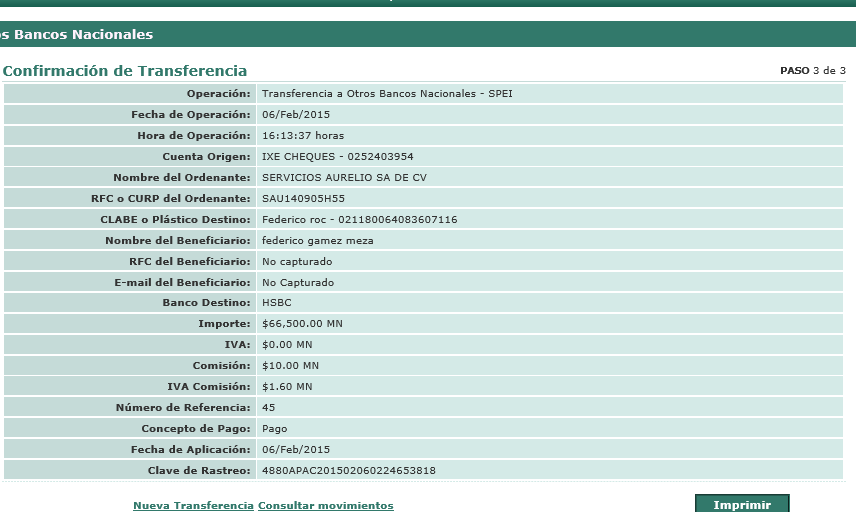 os Bancos Nacionales
Confirmación de Transferencia PASO 3 de 3
Operación: Transferencia a Otros Bancos Nacionales - SPEI
Fecha de Operación: 06/Feb/2015
Hora de Operación: 16:13:37 horas
Cuenta Origen: IXE CHEQUES - 0252403954
Nombre del Ordenante: SERVICIOS AURELIO SA DE CV
RFC o CURP del Ordenante: SAU140905H55
CLABE o Plástico Destino: Federico roc - 021180064083607116
Nombre del Beneficiario: federico gamez meza
RFC del Beneficiario: No capturado
E-mail del Beneficiario: No Capturado
Banco Destino: HSBC
Importe: $66,500.00 MN
IVA: $0.00 MN
Comisión: $10.00 MN
IVA Comisión: $1.60 MN
Número de Referencia: 45
Concepto de Pago: Pago
Fecha de Aplicación: 06/Feb/2015
Clave de Rastreo: 4880APAC201502060224653818
Nueva Transferencia Consultar movimientos Imprimir